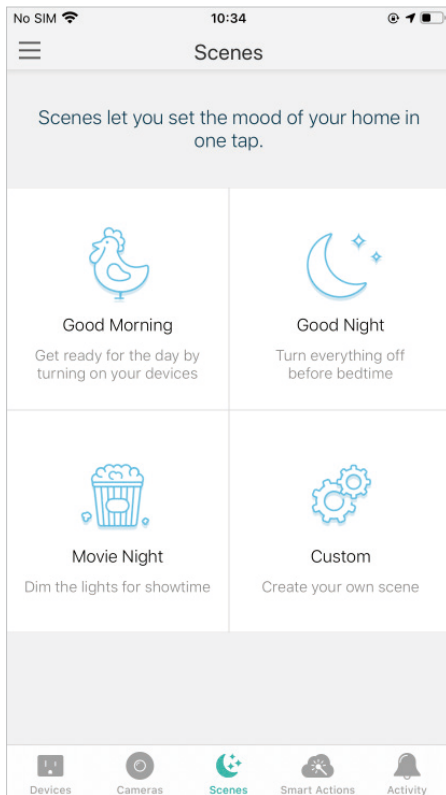 No SIM 10:34
Scenes
Scenes let you set the mood of your home in
one tap.
Good Morning
Get ready for the day by
turning on your devices
Good Night
Turn everything off
before bedtime
Movie Night
Dim the lights for showtime
Custom
Create your own scene
Devices Cameras Scenes Smart Actions Activity